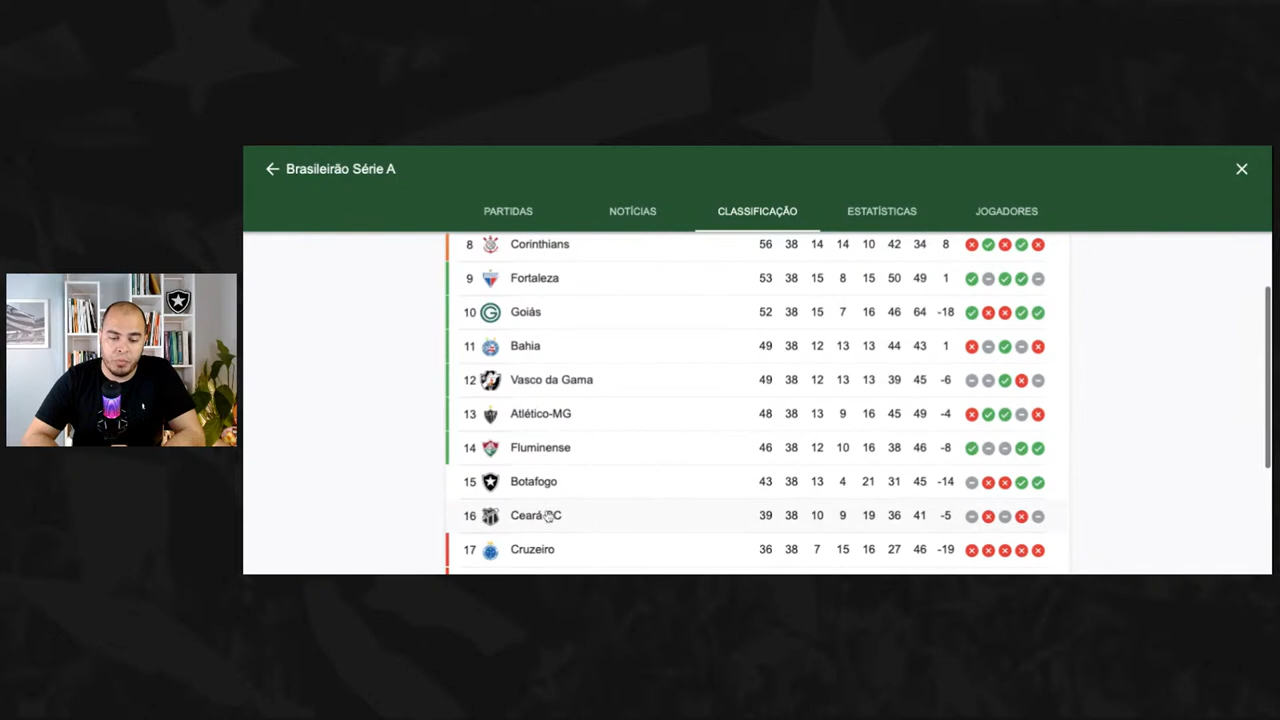 Brasileirão Série A
PARTIDAS NOTÍCIAS CLASSIFICAÇÃO ESTATÍSTICAS JOGADORES
8 Corinthians 56 38 14 14 10 42 34 8
9 Fortaleza 53 38 15 8 15 50 49 1
10 Goiás 52 38 15 7 16 46 64 -18
11 Bahia 49 38 12 13 13 44 43 1
12 Vasco da Gama 49 38 12 13 13 39 45 -6
13 Atlético-MG 48 38 13 9 16 45 49 -4
14 Fluminense 46 38 12 10 16 38 46 -8
15 Botafogo 43 38 13 4 21 31 45 -14
16 Ceará SC 39 38 10 9 19 36 41 -5
17 Cruzeiro 36 38 7 15 16 27 46 -19